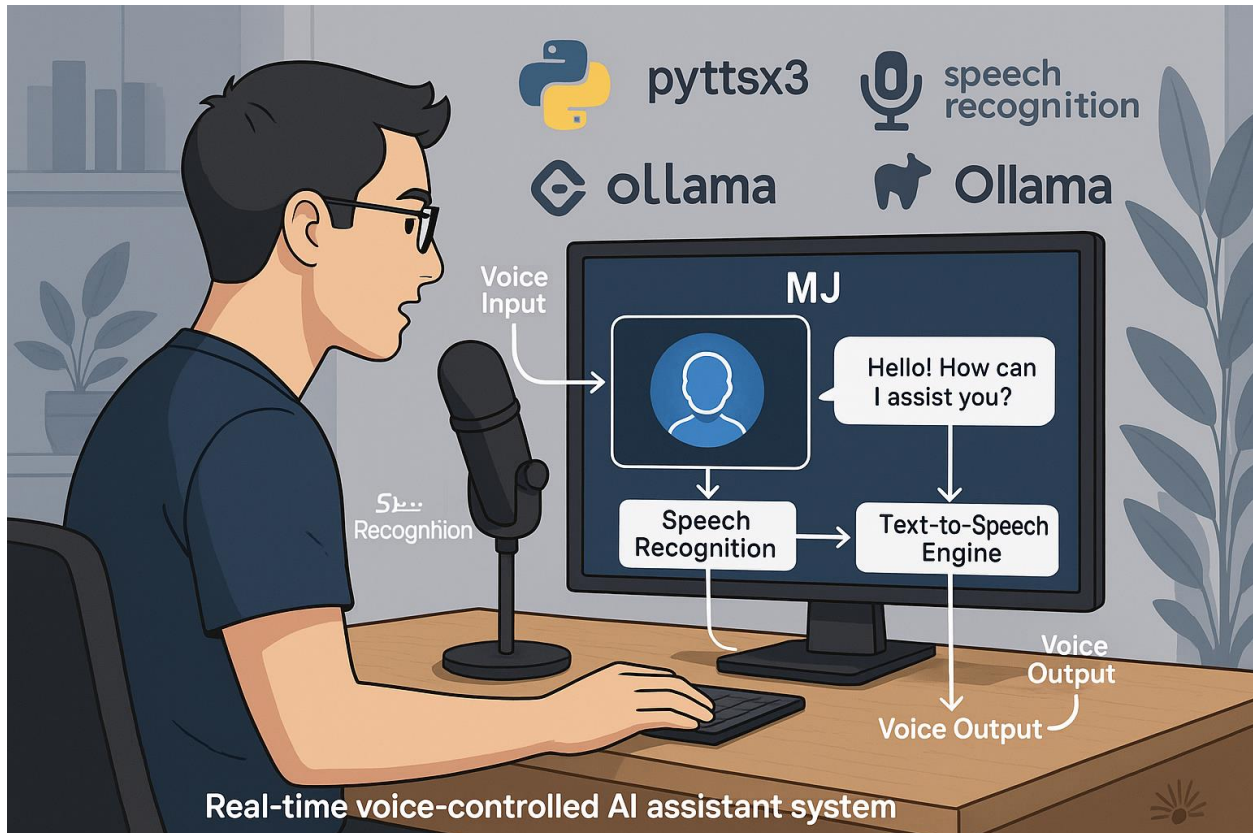 pyttsx3
speech
recognition
ollama
Ollama
Voice
Input
MJ
Hello! How can
I assist you?
Speech
Recognition
Text-to-Speech
Engine
Recognhion
Voice
Output
Voice Output
Real-time voice-controlled AI assistant system